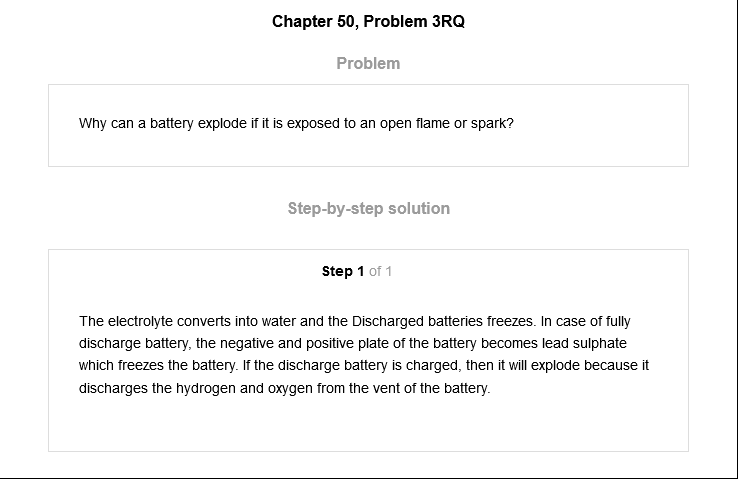 Chapter 50, Problem 3RQ
Problem
Why can a battery explode if it is exposed to an open flame or spark?
Step-by-step solution
Step 1 of 1
The electrolyte converts into water and the Discharged batteries freezes. In case of fully
discharge battery, the negative and positive plate of the battery becomes lead sulphate
which freezes the battery. If the discharge battery is charged, then it will explode because it
discharges the hydrogen and oxygen from the vent of the battery.